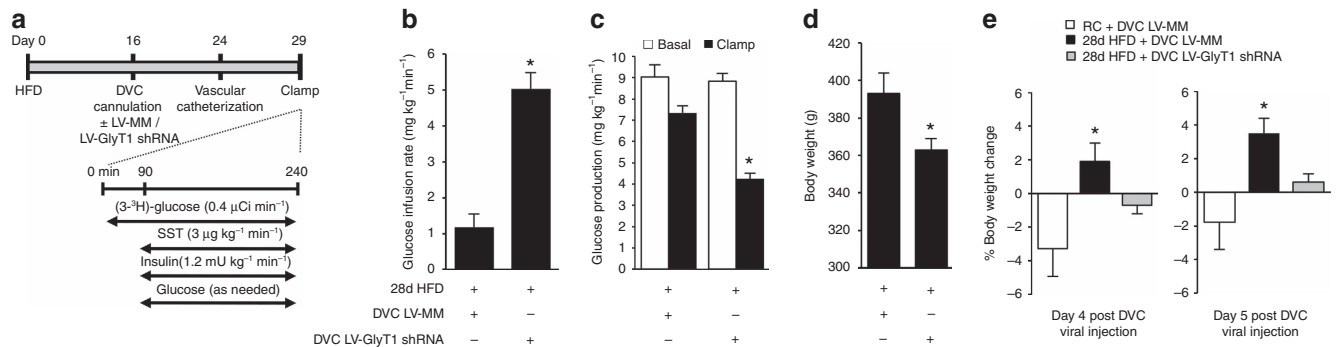 a
Day 0 16 24 29
HFD DVC cannulation ± LV-MM / LV-GlyT1 shRNA Vascular catheterization Clamp
0 min 90 240
(3-³H)-glucose (0.4 μCi min⁻¹)
SST (3 μg kg⁻¹ min⁻¹)
Insulin(1.2 mU kg⁻¹ min⁻¹)
Glucose (as needed)
b
Glucose infusion rate (mg kg⁻¹min⁻¹)
6
5
4
3
2
1
0
*
28d HFD + +
DVC LV-MM + –
DVC LV-GlyT1 shRNA – +
c
Basal Clamp
Glucose production (mg kg⁻¹min⁻¹)
10
9
8
7
6
5
4
3
2
1
0
*
+ +
+ –
– +
d
Body weight (g)
420
400
380
360
340
320
300
*
+ +
+ –
– +
e
RC + DVC LV-MM
28d HFD + DVC LV-MM
28d HFD + DVC LV-GlyT1 shRNA
% Body weight change
6
4
2
0
–2
–4
–6
*
Day 4 post DVC
viral injection
6
4
2
0
–2
–4
–6
*
Day 5 post DVC
viral injection